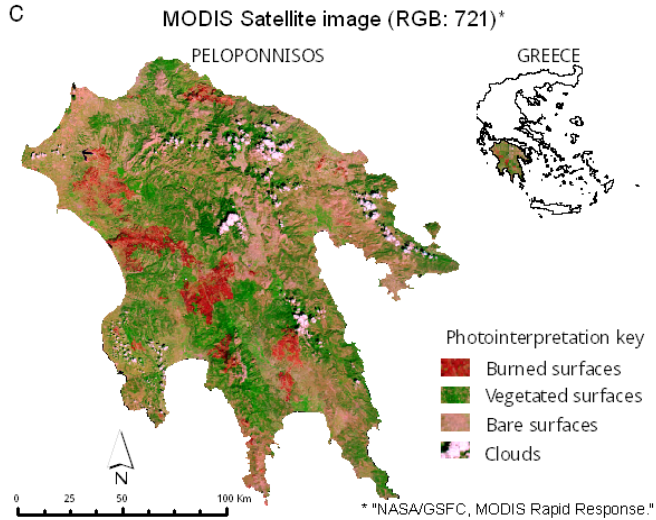 C
MODIS Satellite image (RGB: 721)*
PELOPONNISOS
GREECE
Photointerpretation key
Burned surfaces
Vegetated surfaces
Bare surfaces
Clouds
N
0 25 50 100 Km
* "NASA/GSFC, MODIS Rapid Response."